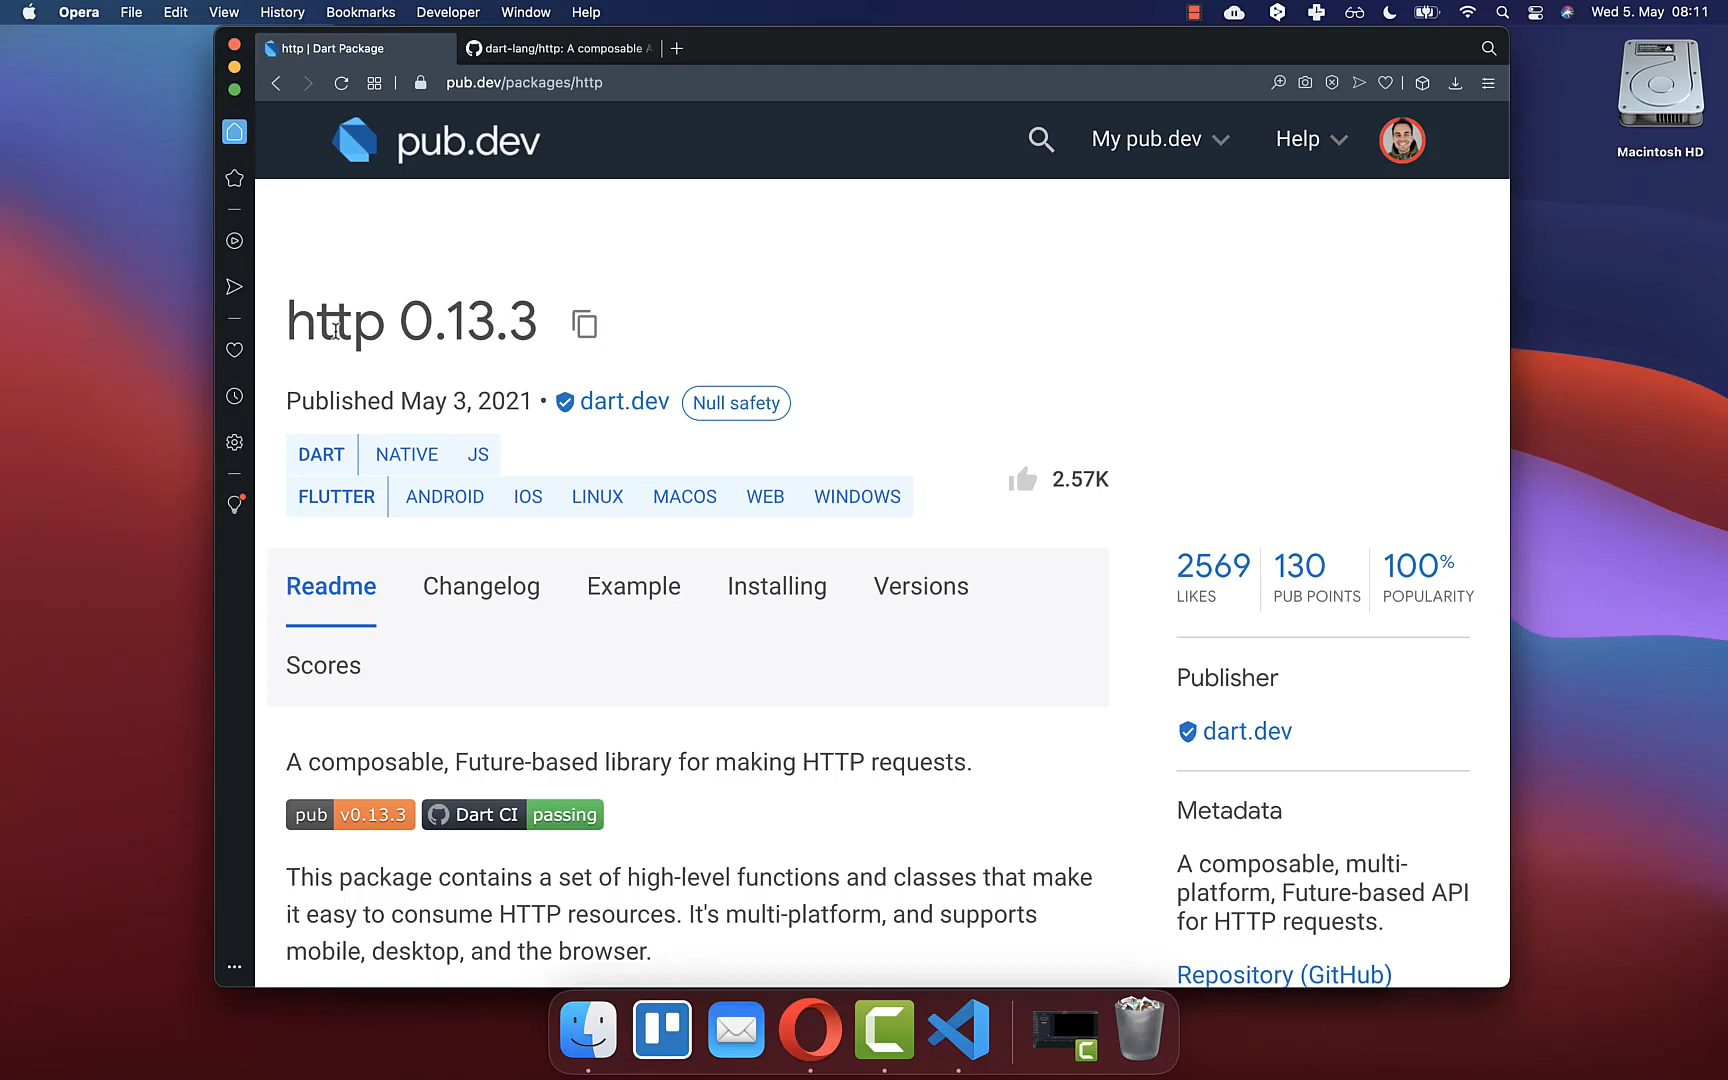 Opera File Edit View History Bookmarks Developer Window Help Wed 5. May 08:11
http | Dart Package dart-lang/http: A composable
pub.dev/packages/http
pub.dev My pub.dev Help
Macintosh HD
http 0.13.3
Published May 3, 2021 • dart.dev Null safety
DART NATIVE JS
FLUTTER ANDROID IOS LINUX MACOS WEB WINDOWS
2.57K
Readme Changelog Example Installing Versions
Scores
2569 130 100%
LIKES PUB POINTS POPULARITY
Publisher
dart.dev
A composable, Future-based library for making HTTP requests.
pub v0.13.3 Dart CI passing
This package contains a set of high-level functions and classes that make
it easy to consume HTTP resources. It's multi-platform, and supports
mobile, desktop, and the browser.
Metadata
A composable, multi-
platform, Future-based API
for HTTP requests.
Repository (GitHub)